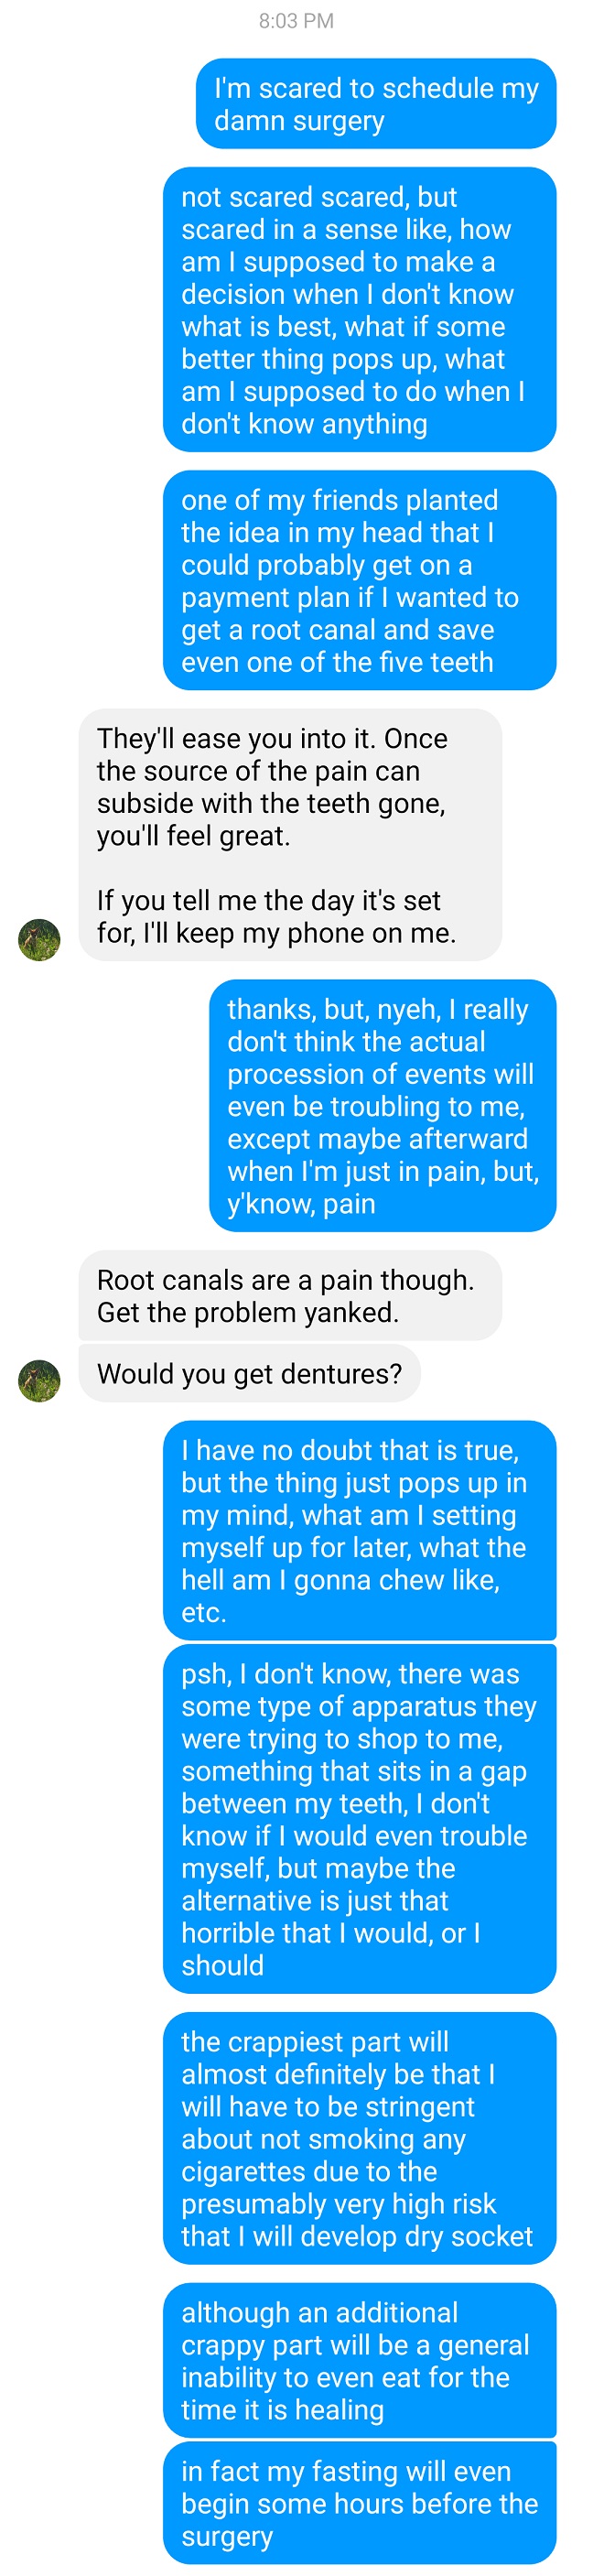 8:03 PM
I'm scared to schedule my
damn surgery
not scared scared, but
scared in a sense like, how
am I supposed to make a
decision when I don't know
what is best, what if some
better thing pops up, what
am I supposed to do when I
don't know anything
one of my friends planted
the idea in my head that I
could probably get on a
payment plan if I wanted to
get a root canal and save
even one of the five teeth
They'll ease you into it. Once
the source of the pain can
subside with the teeth gone,
you'll feel great.
If you tell me the day it's set
for, I'll keep my phone on me.
thanks, but, nyeh, I really
don't think the actual
procession of events will
even be troubling to me,
except maybe afterward
when I'm just in pain, but,
y'know, pain
Root canals are a pain though.
Get the problem yanked.
Would you get dentures?
I have no doubt that is true,
but the thing just pops up in
my mind, what am I setting
myself up for later, what the
hell am I gonna chew like,
etc.
psh, I don't know, there was
some type of apparatus they
were trying to shop to me,
something that sits in a gap
between my teeth, I don't
know if I would even trouble
myself, but maybe the
alternative is just that
horrible that I would, or I
should
the crappiest part will
almost definitely be that I
will have to be stringent
about not smoking any
cigarettes due to the
presumably very high risk
that I will develop dry socket
although an additional
crappy part will be a general
inability to even eat for the
time it is healing
in fact my fasting will even
begin some hours before the
surgery